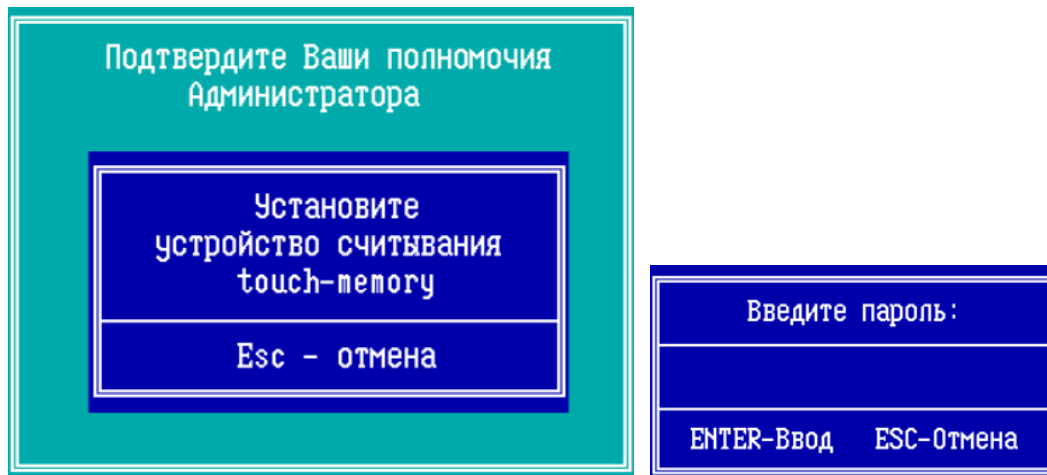 Подтвердите Ваши полномочия
Администратора
Установите
устройство считывания
touch-memory
Esc - отмена
Введите пароль:
ENTER-Ввод ESC-Отмена